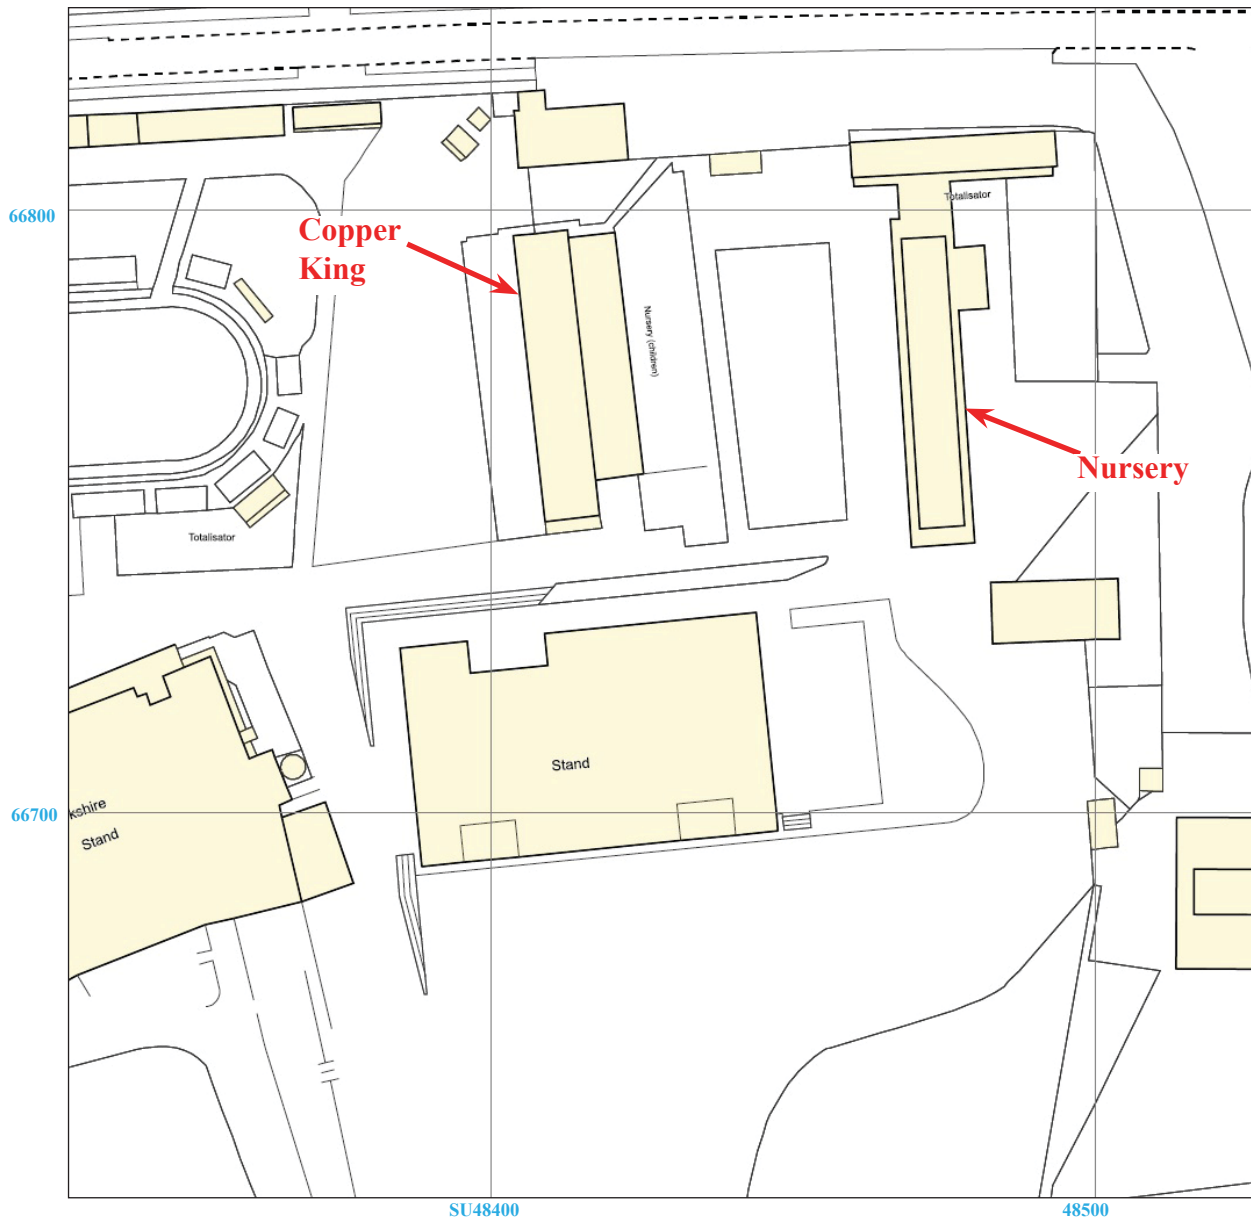 Totalisator
66800
Copper
King
Nursery (children)
Nursery
Totalisator
Stand
66700
kshire
Stand
SU48400
48500